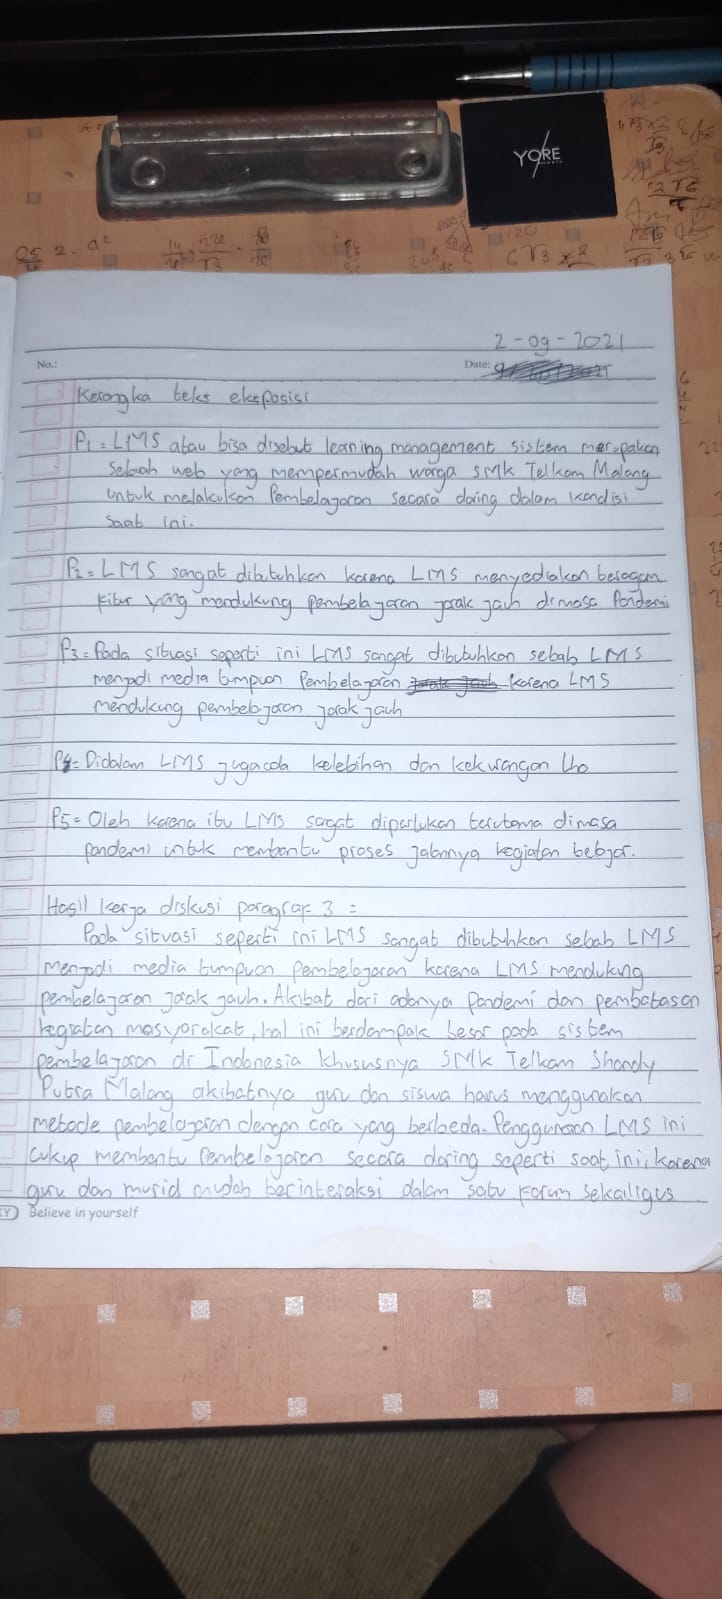 YORE
2-09-2021
No.:
Date:
Kerangka teks eksposisi
P1 = LMS atau bisa disebut learning management sistem merupakan
sebuah web yang mempermudah warga SMK Telkom Malang
untuk melakukan Pembelajaran secara daring dalam kondisi
saat ini.
P2 = LMS sangat dibutuhkan karena LMS menyediakan beragam
fitur yang mendukung pembelajaran jarak jauh dimasa Pandemi
P3 = Pada situasi seperti ini LMS sangat dibutuhkan sebab LMS
menjadi media tumpuan Pembelajaran karena LMS
mendukung pembelajaran jarak jauh
P4 = Didalam LMS juga ada kelebihan dan kekurangan lho
P5 = Oleh karena itu LMS sangat diperlukan terutama dimasa
pandemi untuk membantu proses jalannya kegiatan belajar.
Hasil kerja diskusi paragraf 3 =
Pada situasi seperti ini LMS sangat dibutuhkan sebab LMS
menjadi media tumpuan pembelajaran karena LMS mendukung
pembelajaran jarak jauh. Akibat dari adanya Pandemi dan pembatasan
kegiatan masyarakat, hal ini berdampak besar pada sistem
pembelajaran di Indonesia khususnya SMK Telkom Shandy
Putra Malang akibatnya guru dan siswa harus menggunakan
metode pembelajaran dengan cara yang berbeda. Penggunaan LMS ini
cukup membantu Pembelajaran secara daring seperti saat ini, karena
guru dan murid mudah berinteraksi dalam satu forum sekaligus
Believe in yourself